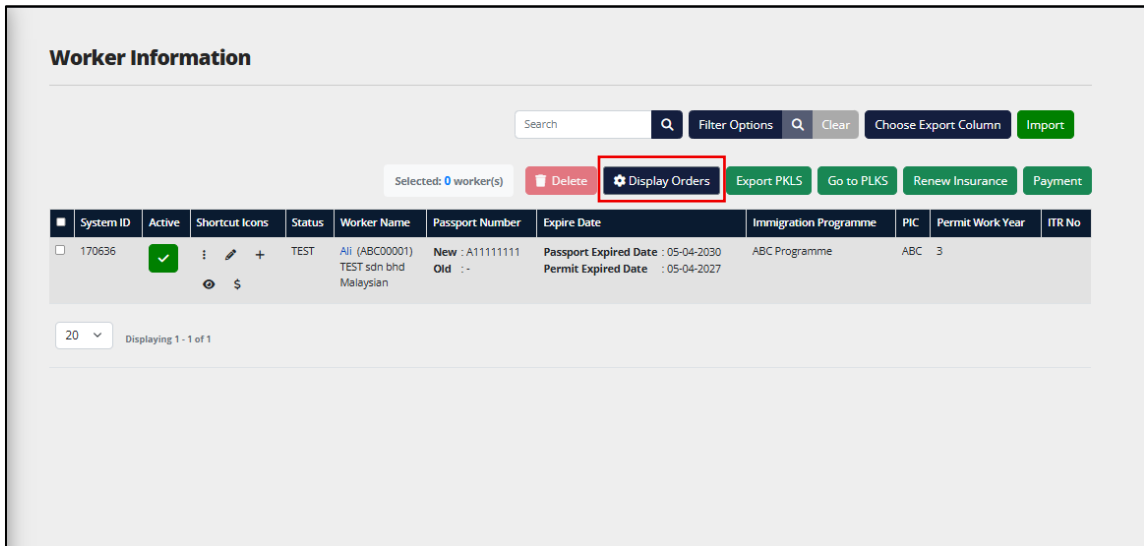 Worker Information
Search Filter Options Clear Choose Export Column Import
Selected: 0 worker(s) Delete Display Orders Export PKLS Go to PLKS Renew Insurance Payment
System ID Active Shortcut Icons Status Worker Name Passport Number Expire Date Immigration Programme PIC Permit Work Year ITR No
170636 TEST Ali (ABC00001) New : A11111111 Passport Expired Date : 05-04-2030 ABC Programme ABC 3
TEST sdn bhd Old : - Permit Expired Date : 05-04-2027
Malaysian
20 Displaying 1 - 1 of 1